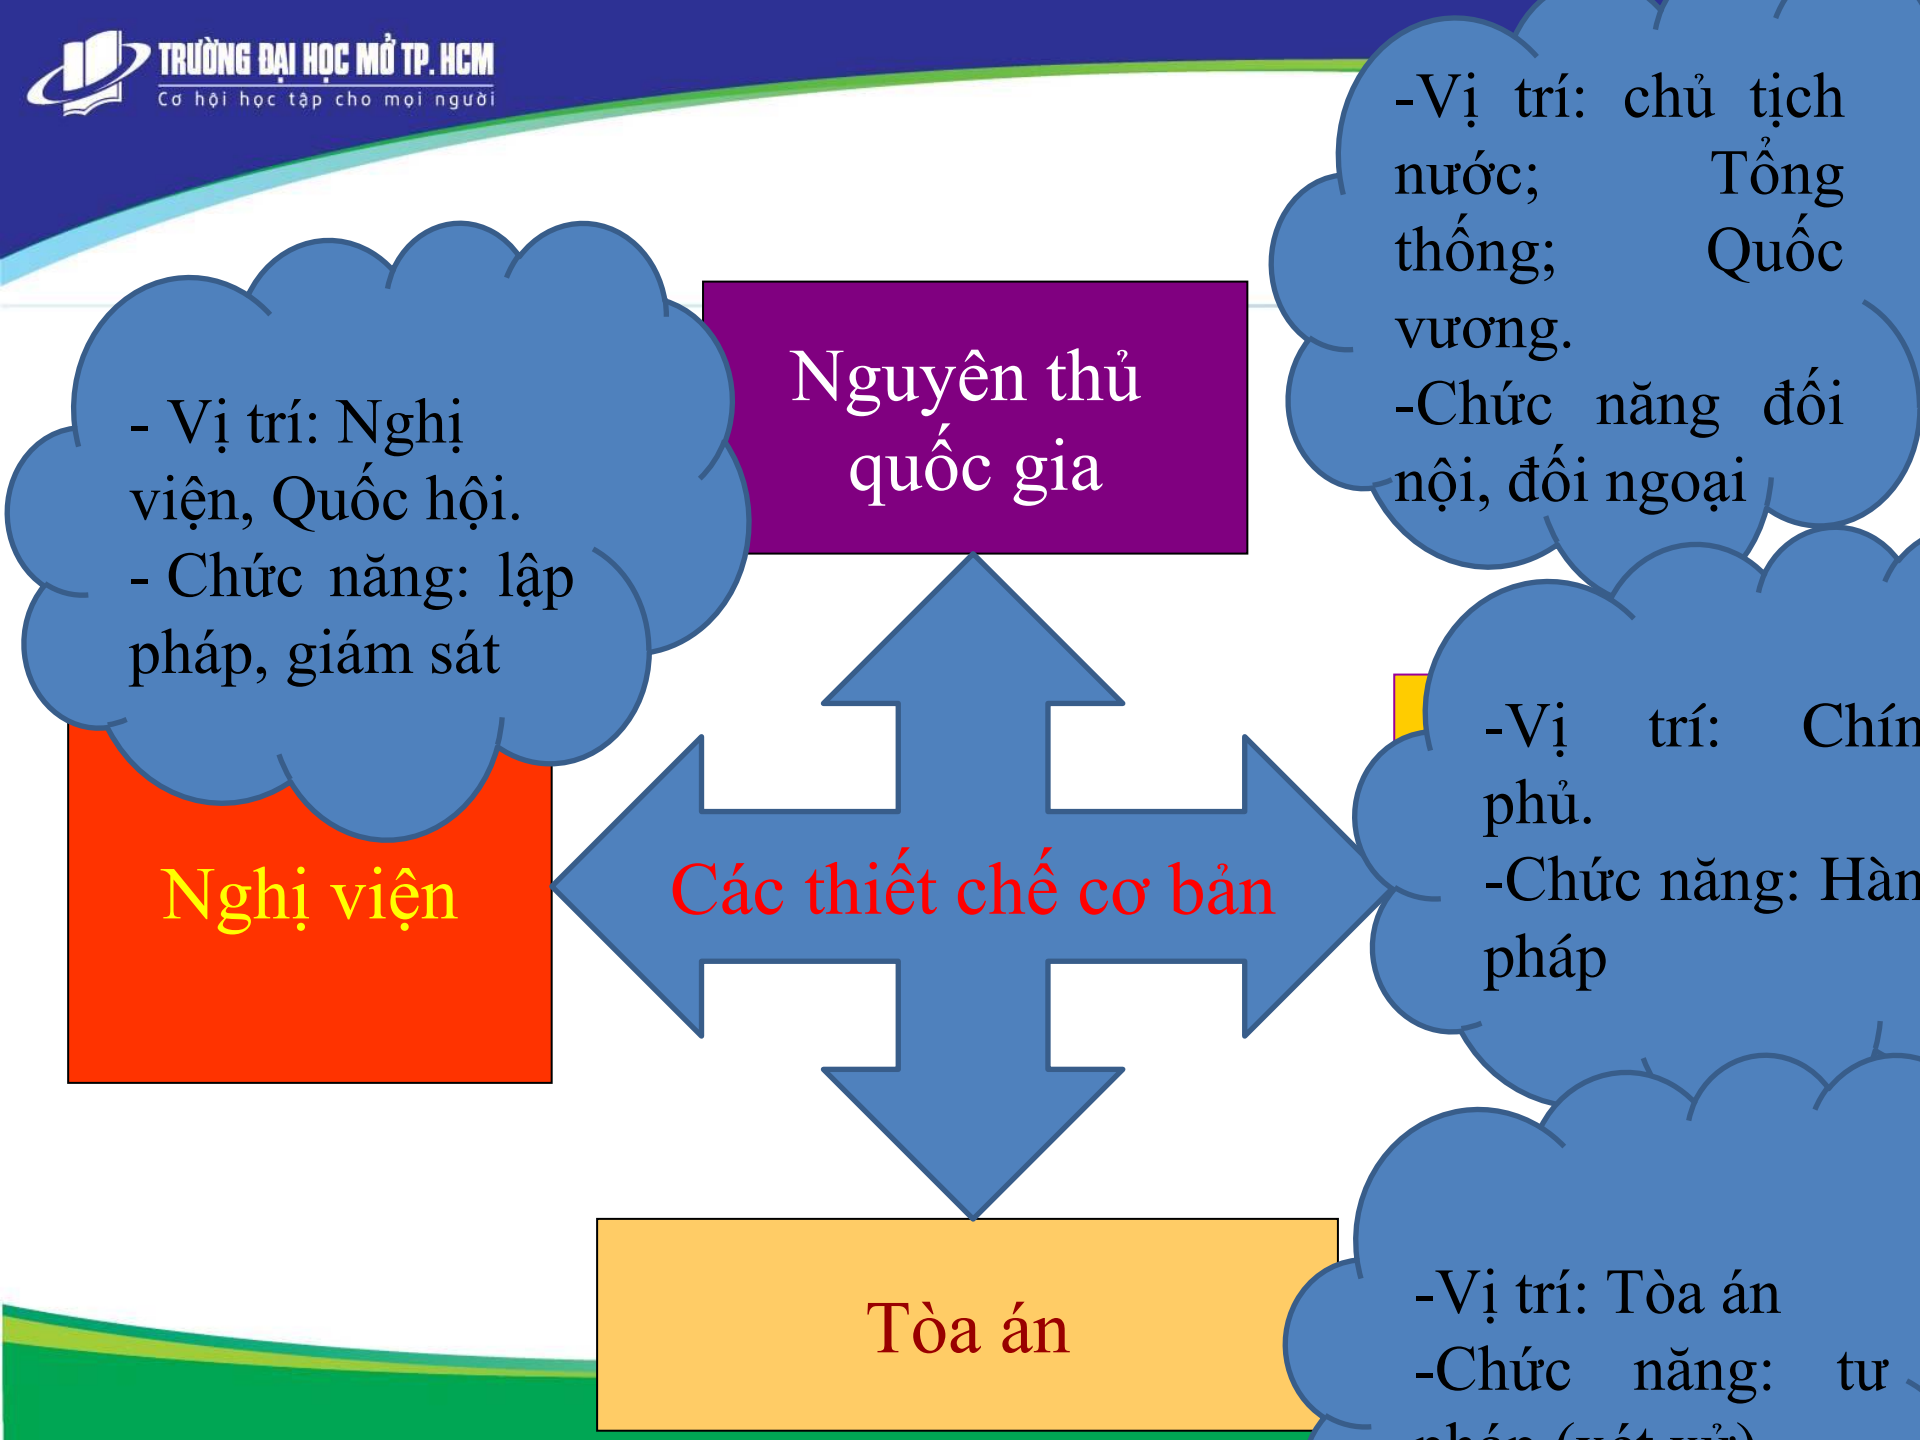 TRƯỜNG ĐẠI HỌC MỞ TP. HCM
Cơ hội học tập cho mọi người
-Vị trí: chủ tịch
nước; Tổng
thống; Quốc
vương.
-Chức năng đối
nội, đối ngoại
Nguyên thủ
quốc gia
- Vị trí: Nghị
viện, Quốc hội.
- Chức năng: lập
pháp, giám sát
-Vị trí: Chín
phủ.
-Chức năng: Hàn
pháp
Nghị viện
Các thiết chế cơ bản
Tòa án
-Vị trí: Tòa án
-Chức năng: tư
pháp (xét xử)